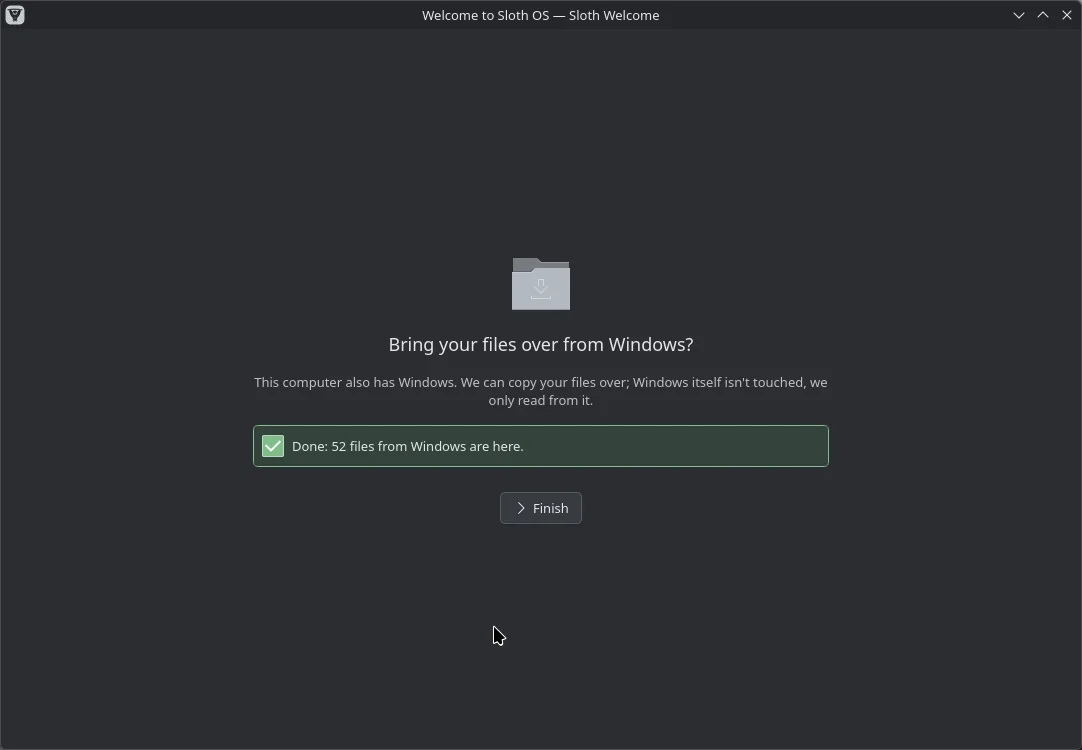 Welcome to Sloth OS — Sloth Welcome
Bring your files over from Windows?
This computer also has Windows. We can copy your files over; Windows itself isn't touched, we
only read from it.
Done: 52 files from Windows are here.
Finish